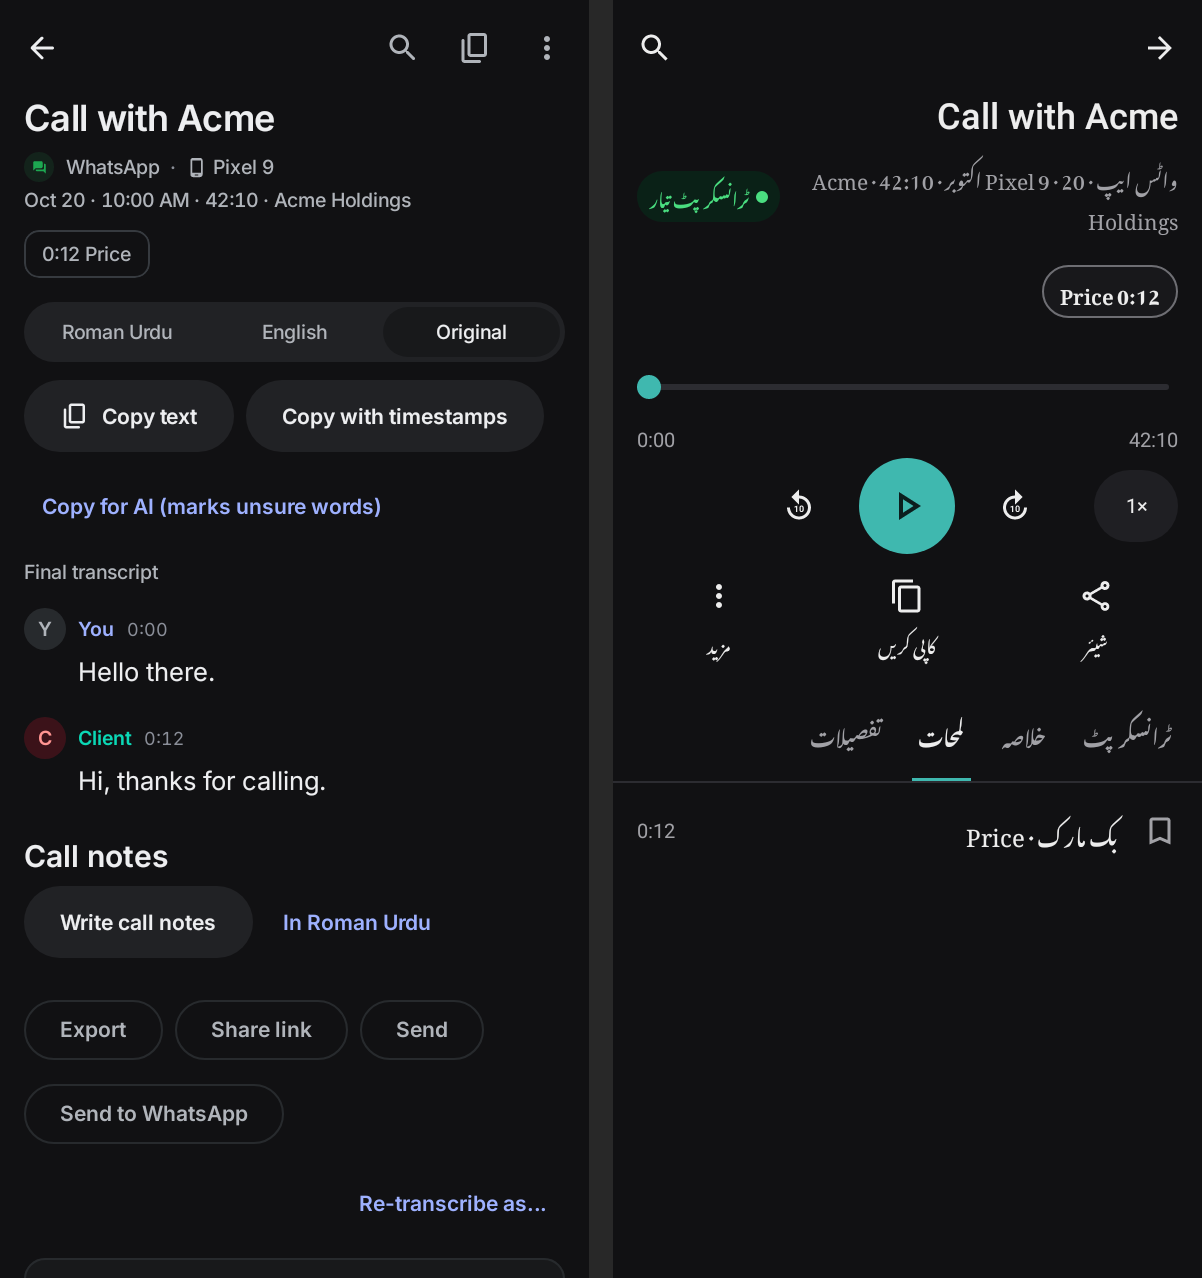 Call with Acme
WhatsApp · Pixel 9
Oct 20 · 10:00 AM · 42:10 · Acme Holdings
0:12 Price
Roman Urdu
English
Original
Copy text
Copy with timestamps
Copy for AI (marks unsure words)
Final transcript
Y
You 0:00
Hello there.
C
Client 0:12
Hi, thanks for calling.
Call notes
Write call notes
In Roman Urdu
Export
Share link
Send
Send to WhatsApp
Re-transcribe as...
Call with Acme
واٹس ایپ · Pixel 9 · 20 اکتوبر · 42:10 · Acme
Holdings
ٹرانسکرپٹ تیار
Price 0:12
0:00
42:10
10
10
1×
شیئر
کاپی کریں
مزید
ٹرانسکرپٹ
خلاصہ
لمحات
تفصیلات
بک مارک · Price
0:12